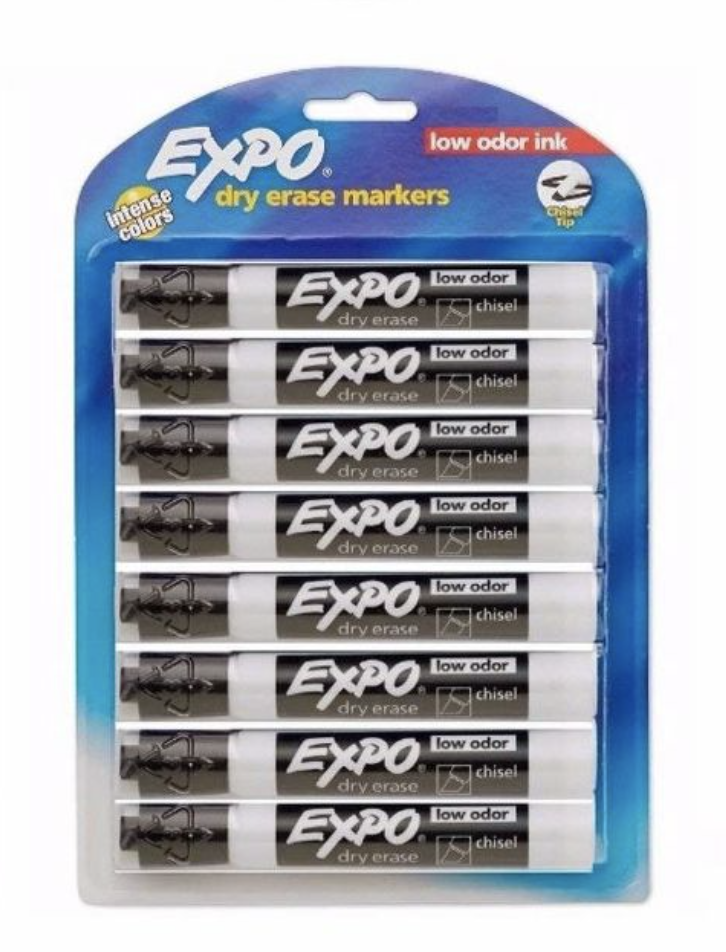 EXPO®
low odor ink
dry erase markers
intense
colors
Chisel
Tip
EXPO® low odor
dry erase chisel
EXPO® low odor
dry erase chisel
EXPO® low odor
dry erase chisel
EXPO® low odor
dry erase chisel
EXPO® low odor
dry erase chisel
EXPO® low odor
dry erase chisel
EXPO® low odor
dry erase chisel
EXPO® low odor
dry erase chisel